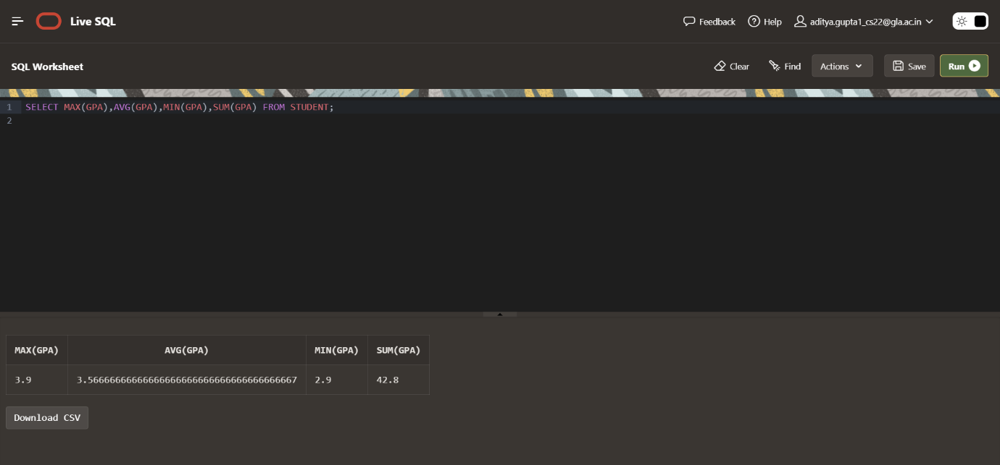 Live SQL
Feedback
Help
aditya.gupta1_cs22@gla.ac.in
SQL Worksheet
Clear
Find
Actions
Save
Run
1 SELECT MAX(GPA),AVG(GPA),MIN(GPA),SUM(GPA) FROM STUDENT;
2
MAX(GPA) AVG(GPA) MIN(GPA) SUM(GPA)
3.9 3.56666666666666666666666666666666666667 2.9 42.8
Download CSV